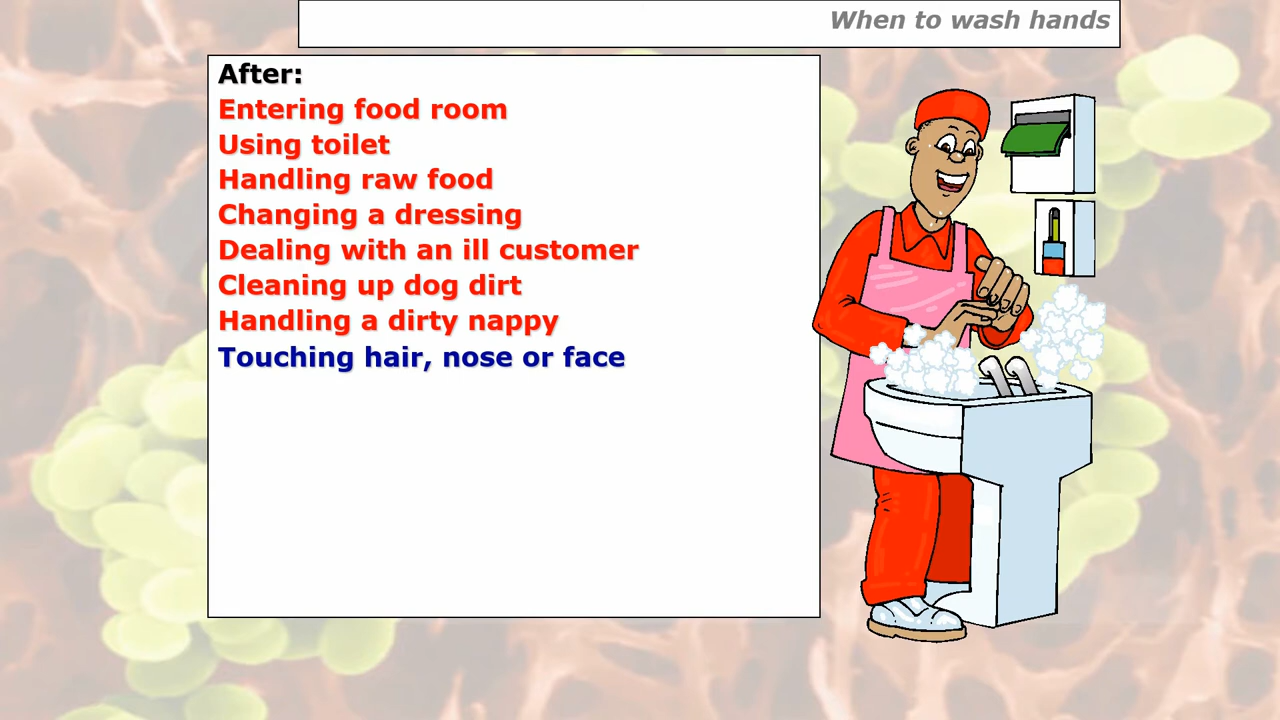 When to wash hands
After:
Entering food room
Using toilet
Handling raw food
Changing a dressing
Dealing with an ill customer
Cleaning up dog dirt
Handling a dirty nappy
Touching hair, nose or face